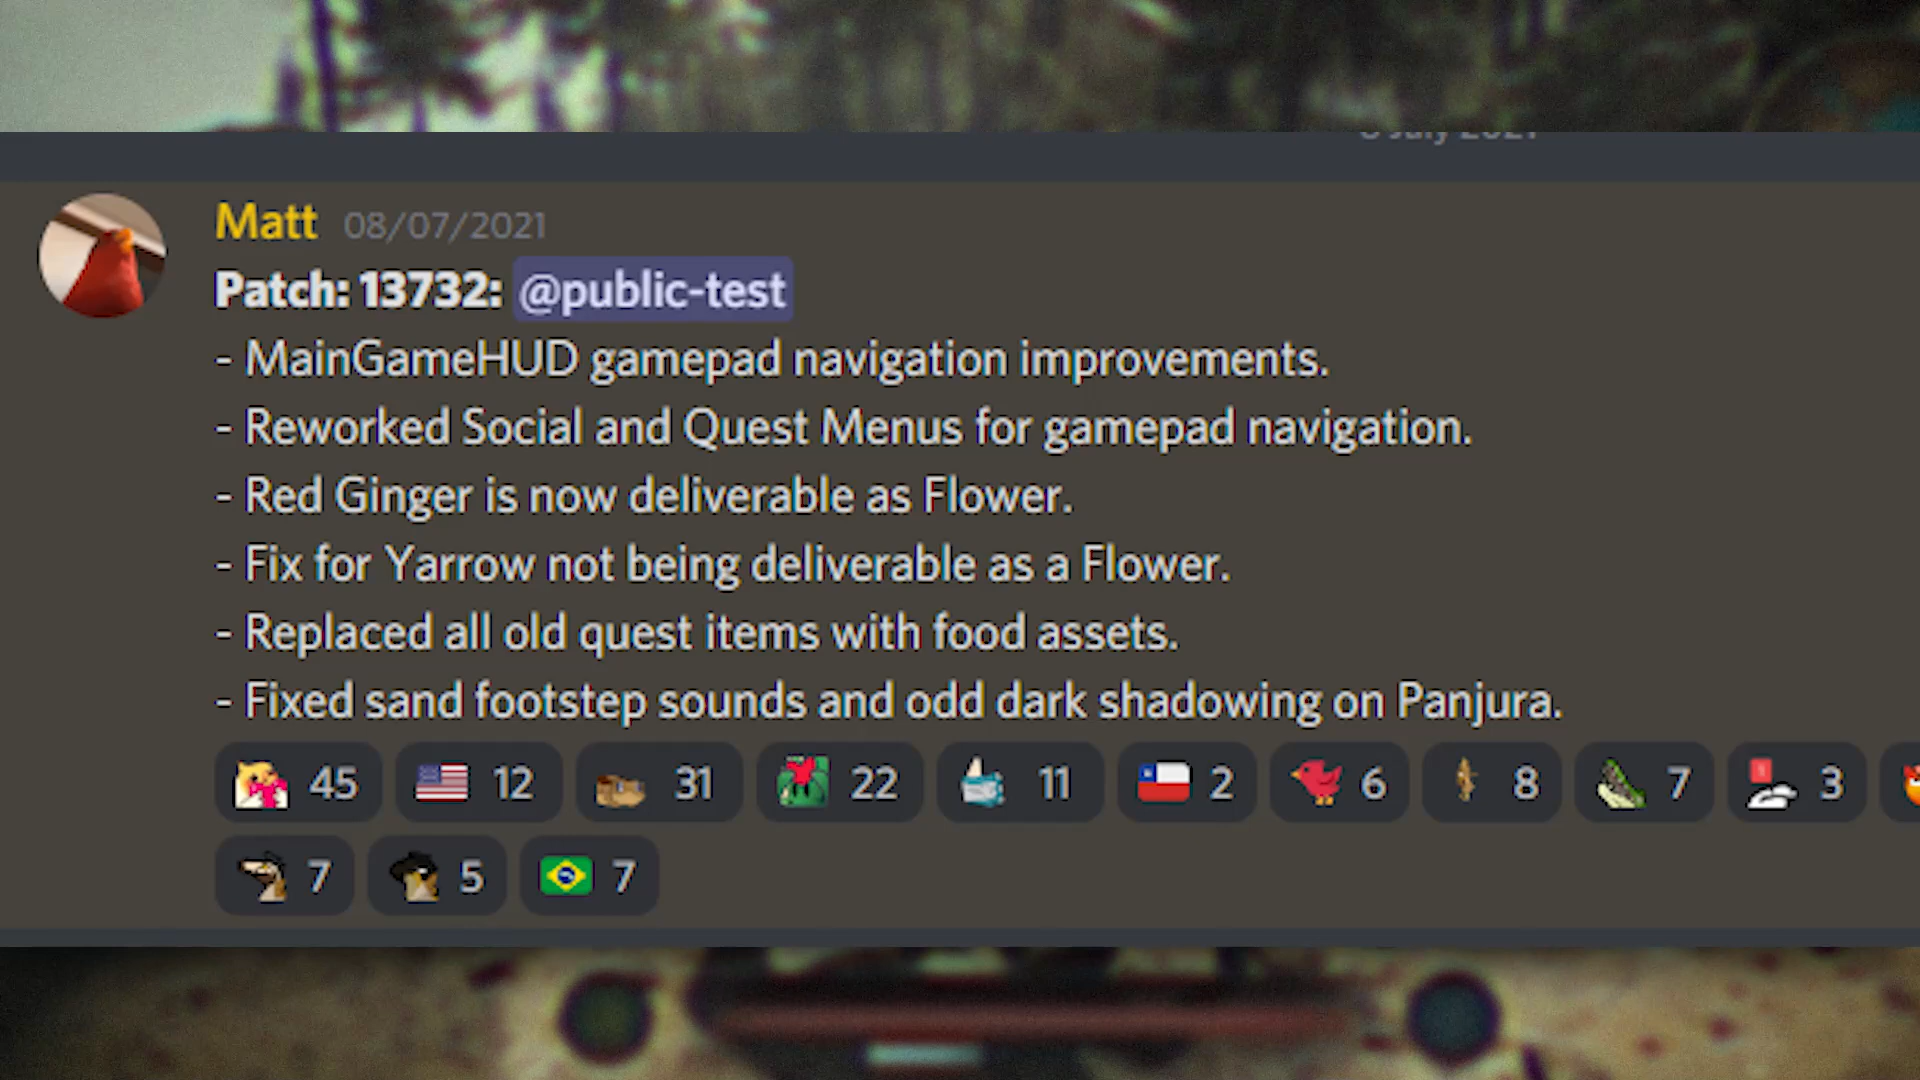 Matt 08/07/2021
Patch: 13732: @public-test
- MainGameHUD gamepad navigation improvements.
- Reworked Social and Quest Menus for gamepad navigation.
- Red Ginger is now deliverable as Flower.
- Fix for Yarrow not being deliverable as a Flower.
- Replaced all old quest items with food assets.
- Fixed sand footstep sounds and odd dark shadowing on Panjura.
45 12 31 22 11 2 6 8 7 3
7 5 7